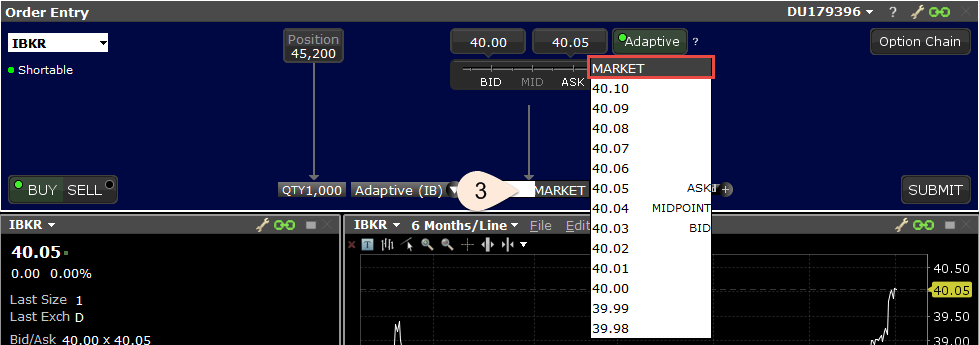 Order Entry
DU179396
?
IBKR
Shortable
Position
45,200
40.00
40.05
Adaptive
?
Option Chain
BID
MID
ASK
MARKET
40.10
40.09
40.08
40.07
40.06
40.05 ASK
40.04 MIDPOINT
40.03 BID
40.02
40.01
40.00
39.99
39.98
BUY
SELL
QTY 1,000
Adaptive (IB)
3
MARKET
+
SUBMIT
IBKR
40.05
0.00 0.00%
Last Size 1
Last Exch D
Bid/Ask 40.00 x 40.05
IBKR
6 Months/Line
File
Edi
T
40.50
40.05
39.50
39.00